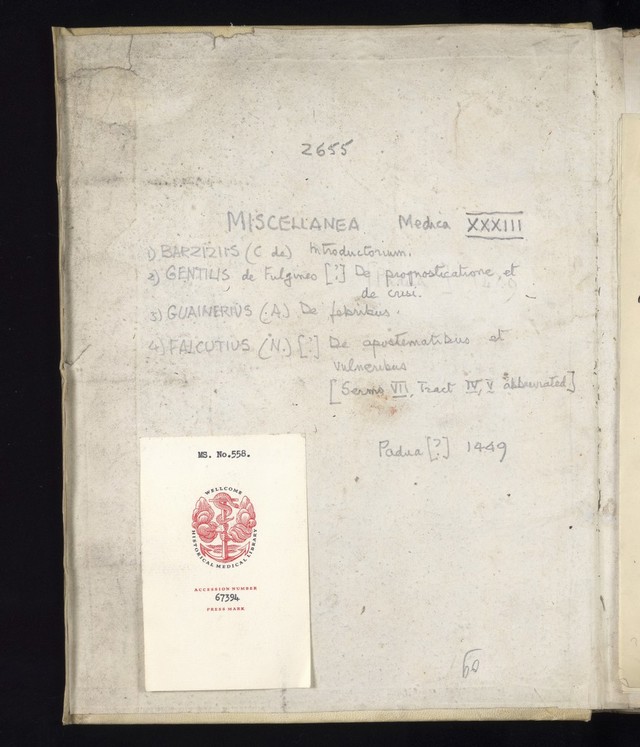 2655
MISCELLANEA Medica XXXIII
1) BARZIZIIS (C de) Introductorium.
2) GENTILIS de Fulgineo [?] De prognosticatione, et
de crisi.
3) GUAINERIUS (.A.) De febribus.
4) FALCUTIUS (N.) [?] De apostematibus et
vulneribus
[Sermo VII, Tract IV, V abbreviated]
Padua [?] 1449
MS. No.558.
WELLCOME
HISTORICAL MEDICAL LIBRARY
ACCESSION NUMBER
67394
PRESS MARK